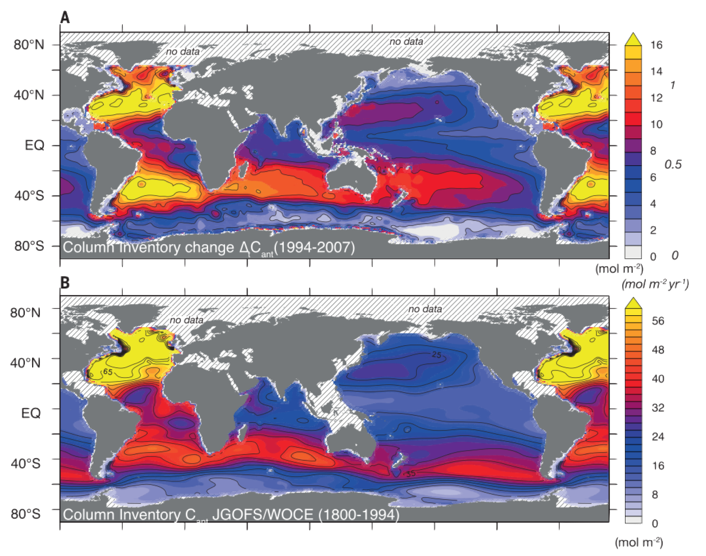 A
80°N
no data
no data
40°N
EQ
40°S
80°S
Column Inventory change ΔtCant(1994-2007)
16
14
12
10
8
6
4
2
0
1
0.5
0
(mol m-2)
(mol m-2 yr-1)
B
80°N
no data
no data
40°N
65
25
EQ
40°S
55
80°S
Column Inventory Cant JGOFS/WOCE (1800-1994)
56
48
40
32
24
16
8
0
(mol m-2)